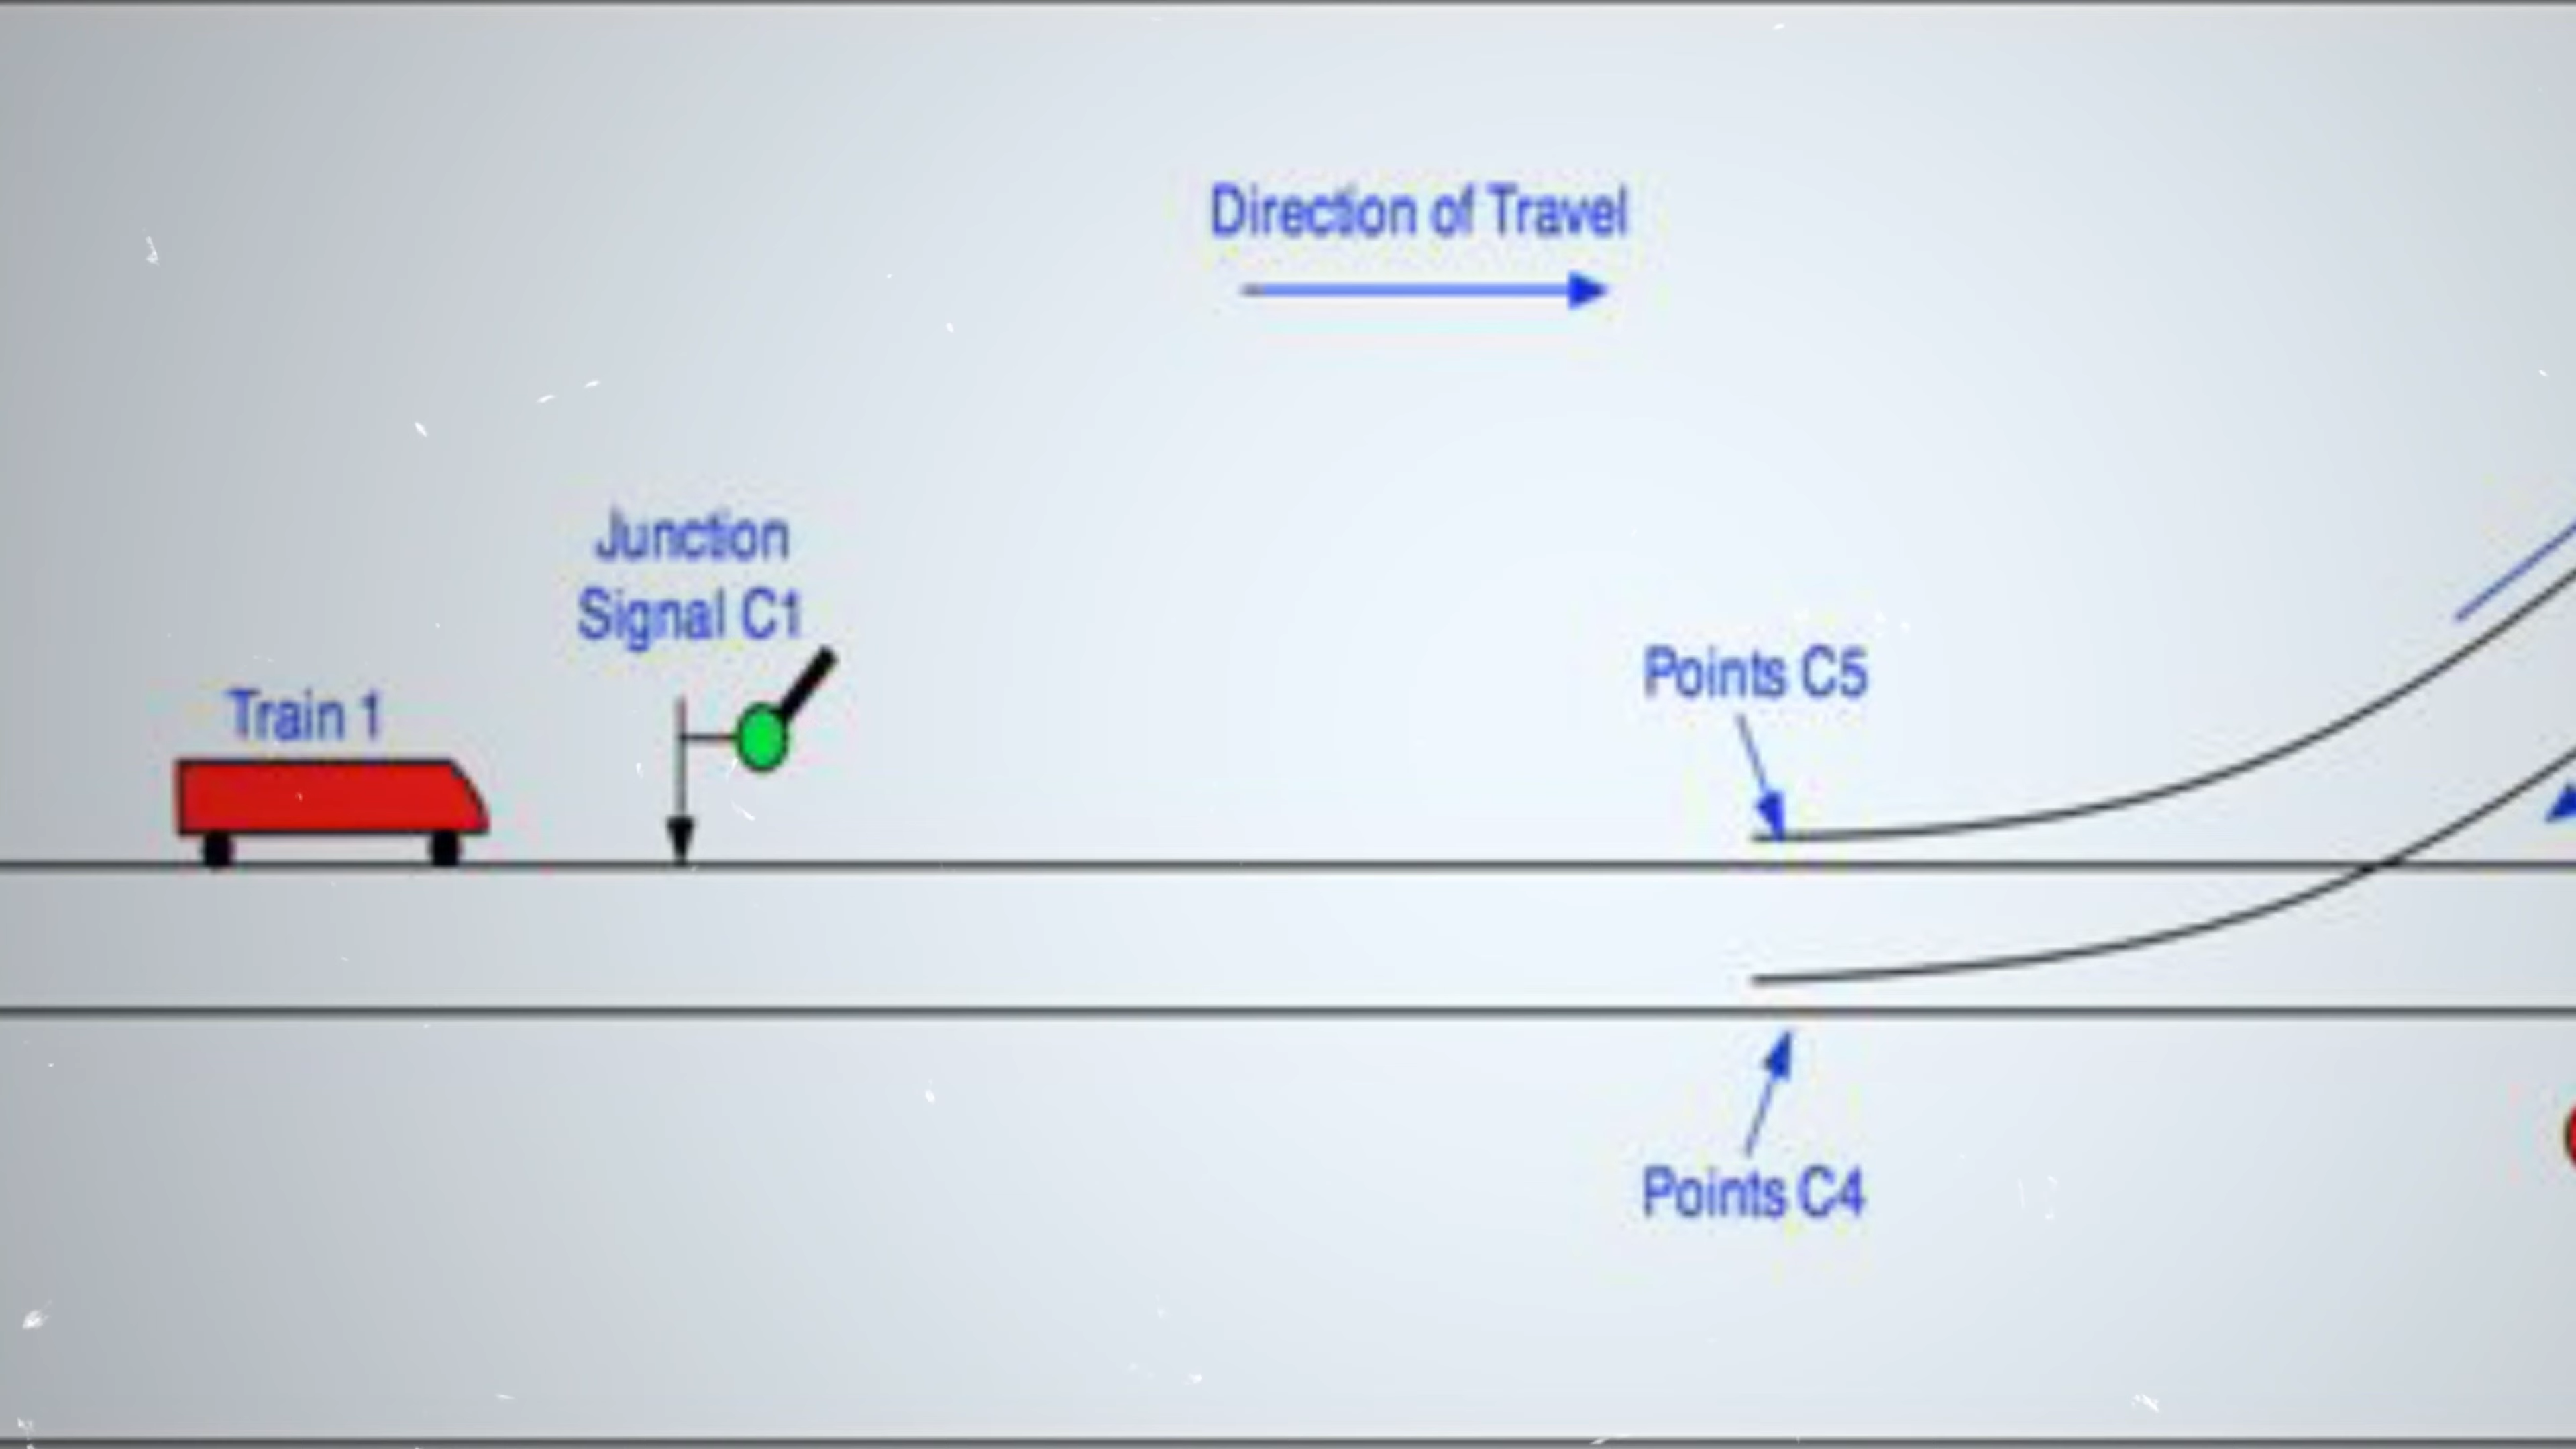 Direction of Travel
Junction
Signal C1
Points C5
Train 1
Points C4